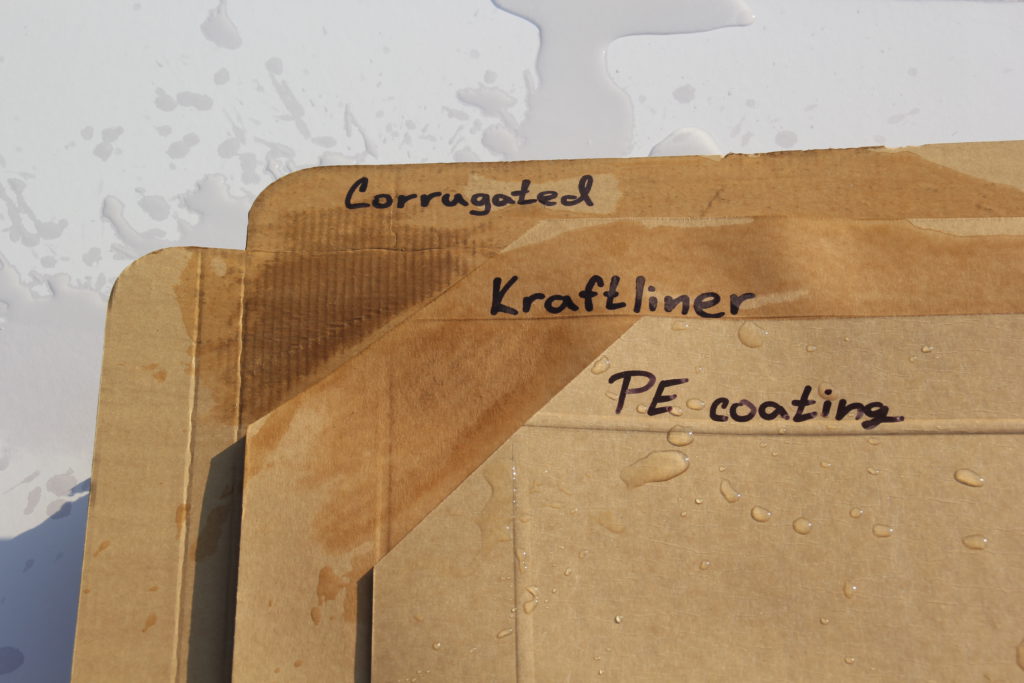 Corrugated
Kraftliner
PE coating